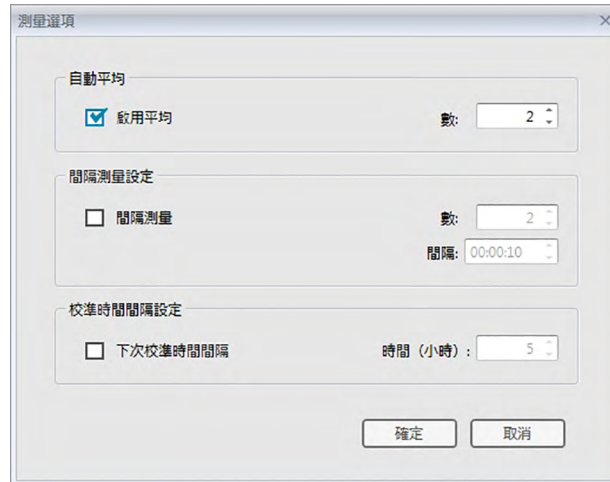 測量選項
自動平均
啟用平均 數: 2
間隔測量設定
間隔測量 數: 2
間隔: 00:00:10
校準時間間隔設定
下次校準時間間隔 時間（小時）: 5
確定 取消